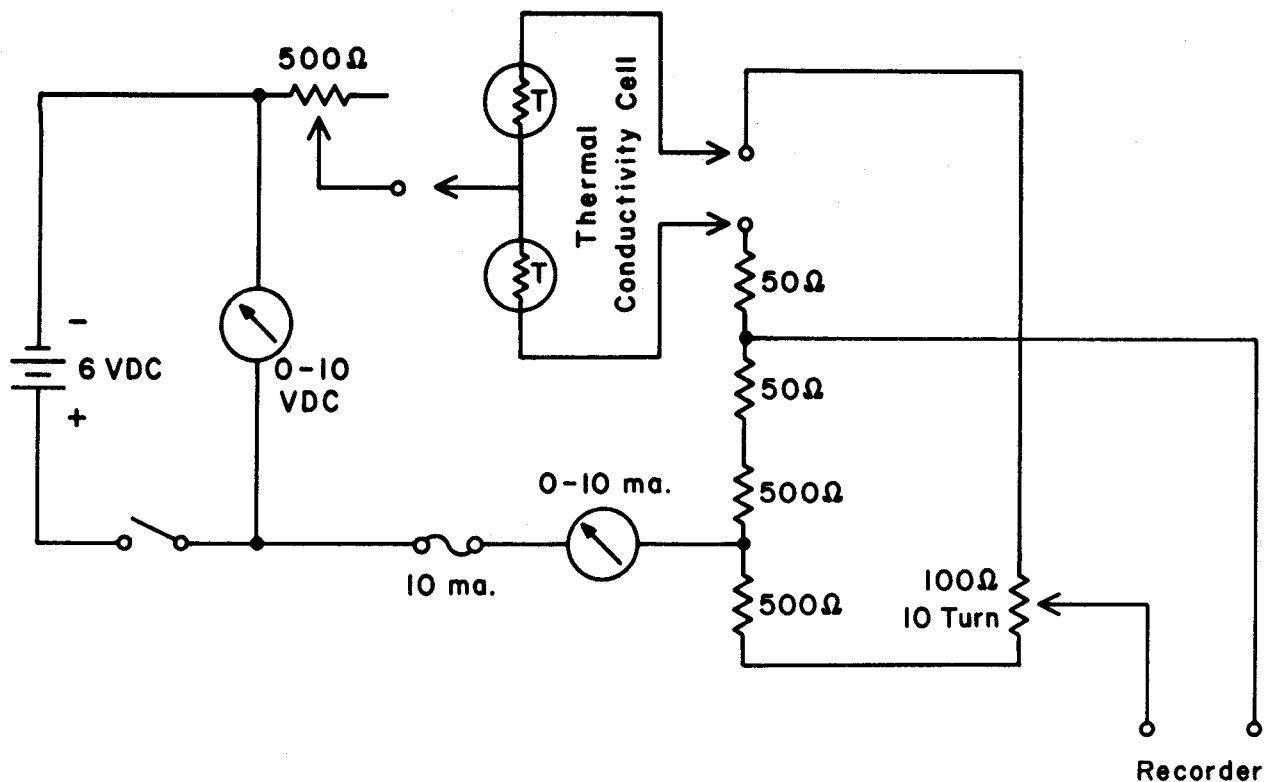 500Ω
T
Thermal
Conductivity Cell
T
50Ω
-
6 VDC
+
0-10
VDC
50Ω
0-10 ma.
500Ω
10 ma.
500Ω
100Ω
10 Turn
Recorder